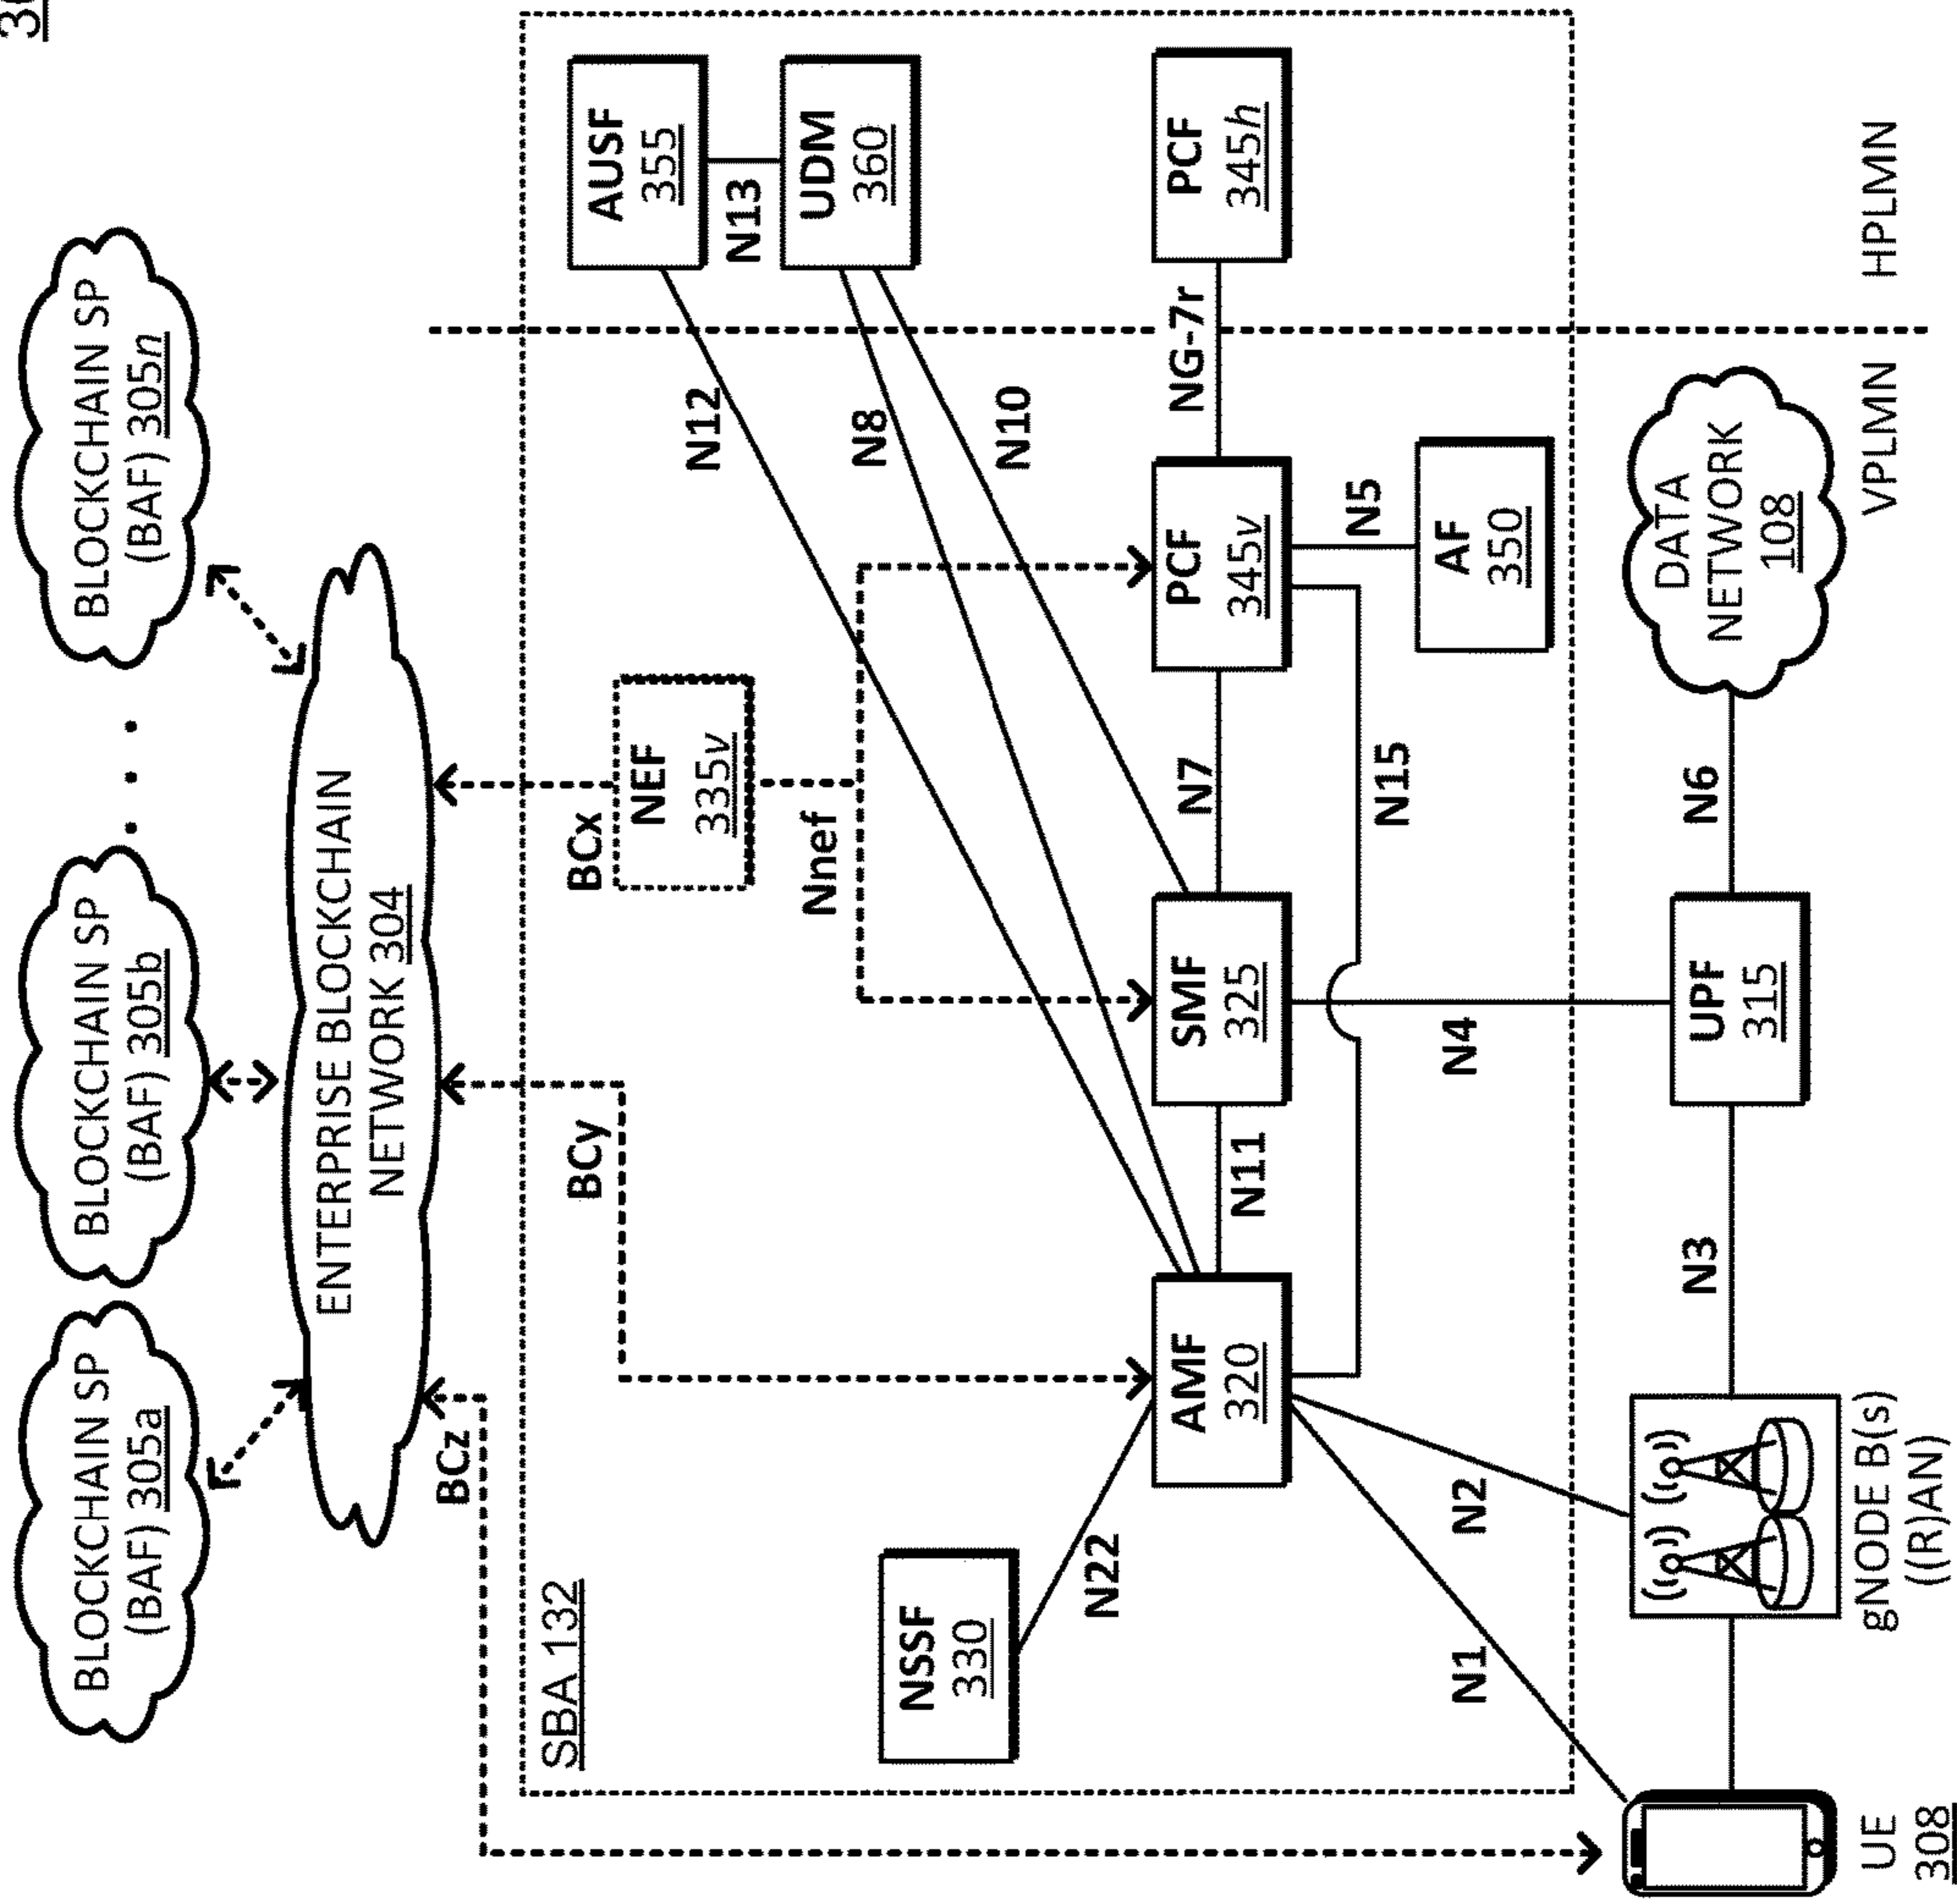 BLOCKCHAIN SP
(BAF) 305a
BLOCKCHAIN SP
(BAF) 305b
. . .
BLOCKCHAIN SP
(BAF) 305n
ENTERPRISE BLOCKCHAIN
NETWORK 304
BCz
BCy
BCx
SBA 132
NEF
335v
Nnef
AUSF
355
N13
UDM
360
N12
N8
N10
NSSF
330
N22
AMF
320
N11
SMF
325
N7
PCF
345v
NG-7r
PCF
345h
N15
N5
AF
350
N1
N2
N4
UE
308
gNODE B(s)
((R)AN)
N3
UPF
315
N6
DATA
NETWORK
108
VPLMN
HPLMN